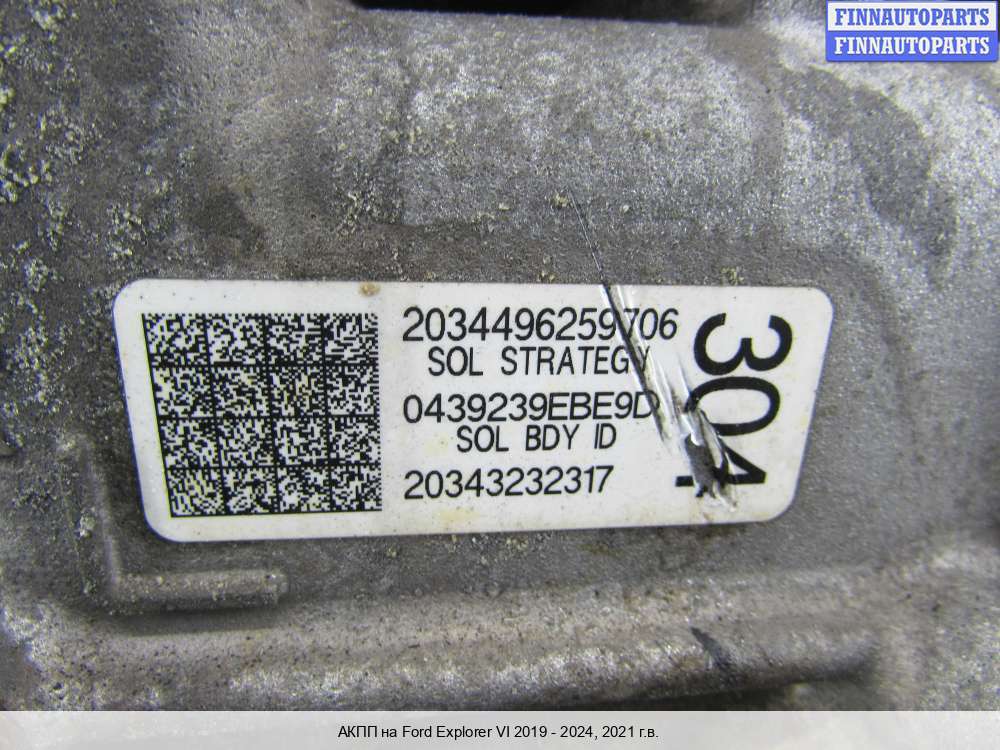 FINNAUTOPARTS
FINNAUTOPARTS
2034496259706
SOL STRATEGY
0439239EBE9D
SOL BDY ID
20343232317
304
АКПП на Ford Explorer VI 2019 - 2024, 2021 г.в.